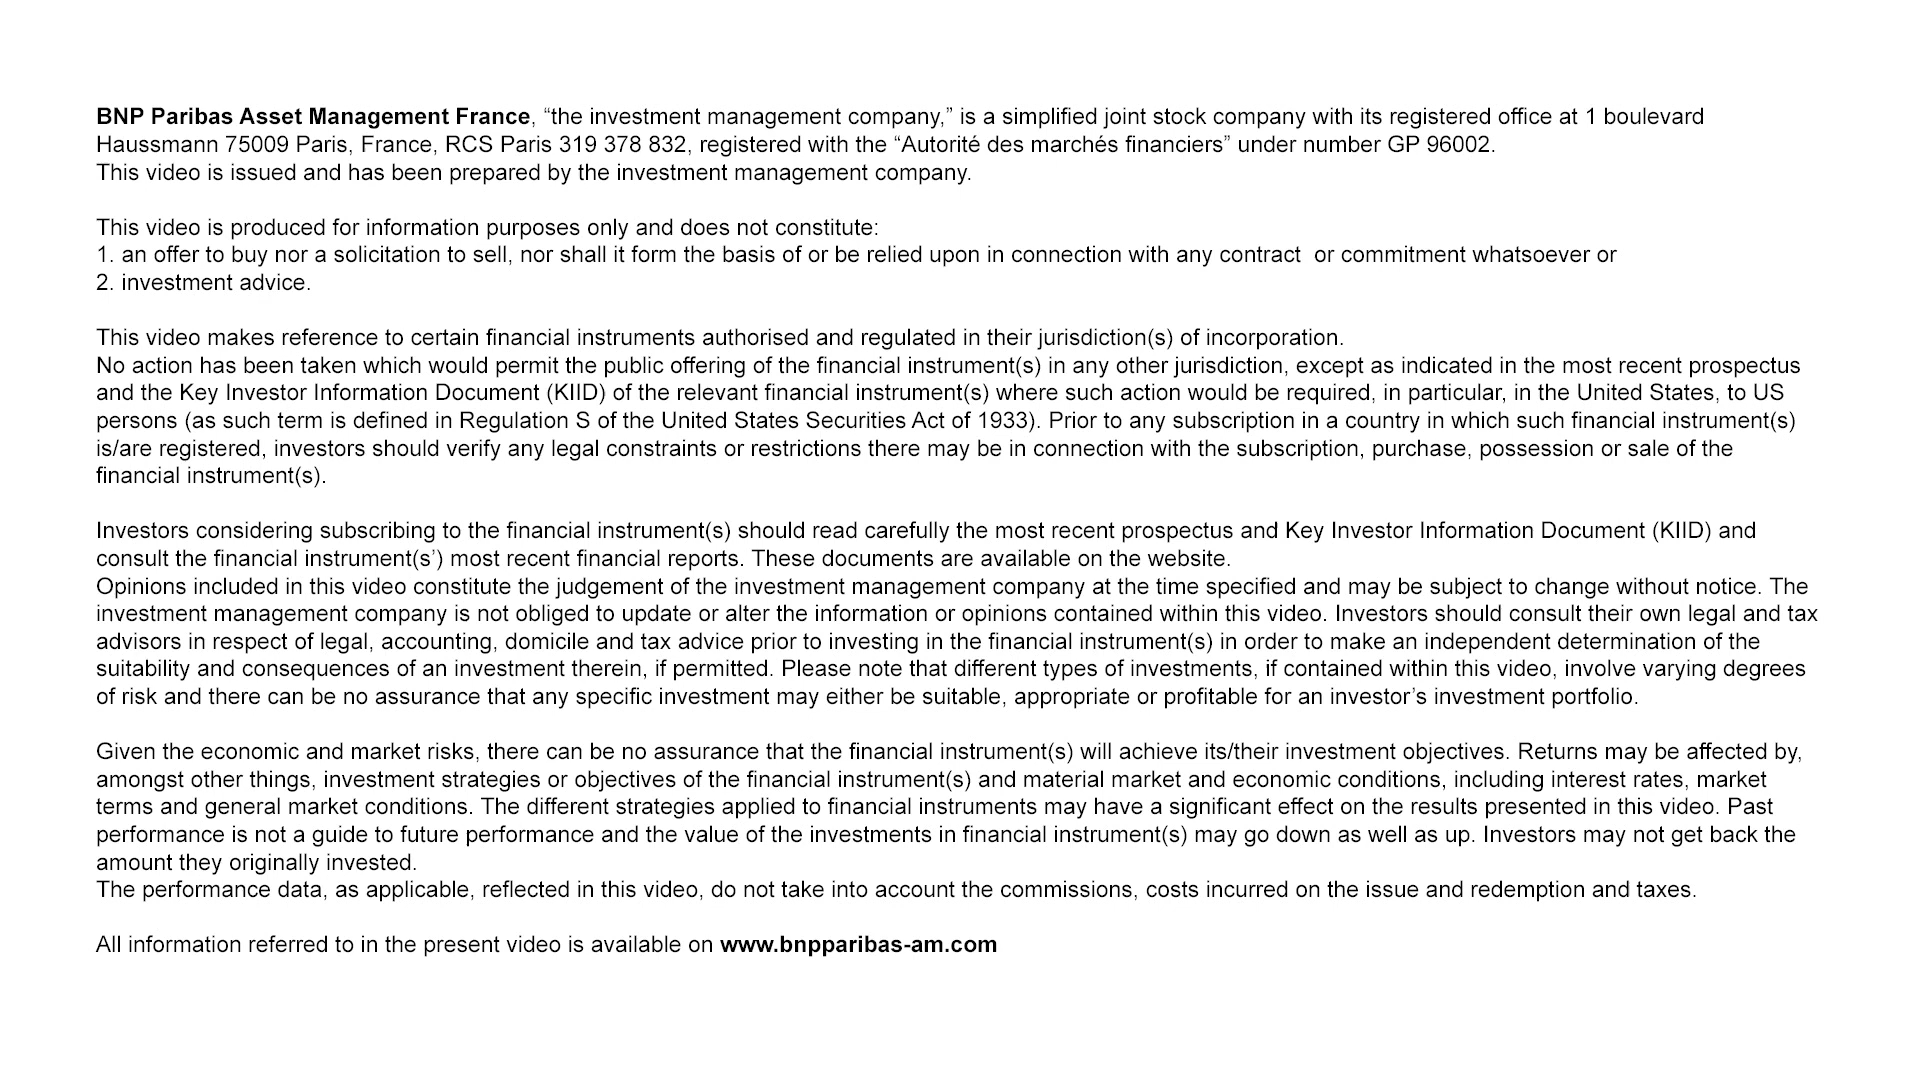 BNP Paribas Asset Management France, “the investment management company,” is a simplified joint stock company with its registered office at 1 boulevard
Haussmann 75009 Paris, France, RCS Paris 319 378 832, registered with the “Autorité des marchés financiers” under number GP 96002.
This video is issued and has been prepared by the investment management company.
This video is produced for information purposes only and does not constitute:
1. an offer to buy nor a solicitation to sell, nor shall it form the basis of or be relied upon in connection with any contract  or commitment whatsoever or
2. investment advice.
This video makes reference to certain financial instruments authorised and regulated in their jurisdiction(s) of incorporation.
No action has been taken which would permit the public offering of the financial instrument(s) in any other jurisdiction, except as indicated in the most recent prospectus
and the Key Investor Information Document (KIID) of the relevant financial instrument(s) where such action would be required, in particular, in the United States, to US
persons (as such term is defined in Regulation S of the United States Securities Act of 1933). Prior to any subscription in a country in which such financial instrument(s)
is/are registered, investors should verify any legal constraints or restrictions there may be in connection with the subscription, purchase, possession or sale of the
financial instrument(s).
Investors considering subscribing to the financial instrument(s) should read carefully the most recent prospectus and Key Investor Information Document (KIID) and
consult the financial instrument(s’) most recent financial reports. These documents are available on the website.
Opinions included in this video constitute the judgement of the investment management company at the time specified and may be subject to change without notice. The
investment management company is not obliged to update or alter the information or opinions contained within this video. Investors should consult their own legal and tax
advisors in respect of legal, accounting, domicile and tax advice prior to investing in the financial instrument(s) in order to make an independent determination of the
suitability and consequences of an investment therein, if permitted. Please note that different types of investments, if contained within this video, involve varying degrees
of risk and there can be no assurance that any specific investment may either be suitable, appropriate or profitable for an investor’s investment portfolio.
Given the economic and market risks, there can be no assurance that the financial instrument(s) will achieve its/their investment objectives. Returns may be affected by,
amongst other things, investment strategies or objectives of the financial instrument(s) and material market and economic conditions, including interest rates, market
terms and general market conditions. The different strategies applied to financial instruments may have a significant effect on the results presented in this video. Past
performance is not a guide to future performance and the value of the investments in financial instrument(s) may go down as well as up. Investors may not get back the
amount they originally invested.
The performance data, as applicable, reflected in this video, do not take into account the commissions, costs incurred on the issue and redemption and taxes.
All information referred to in the present video is available on www.bnpparibas-am.com